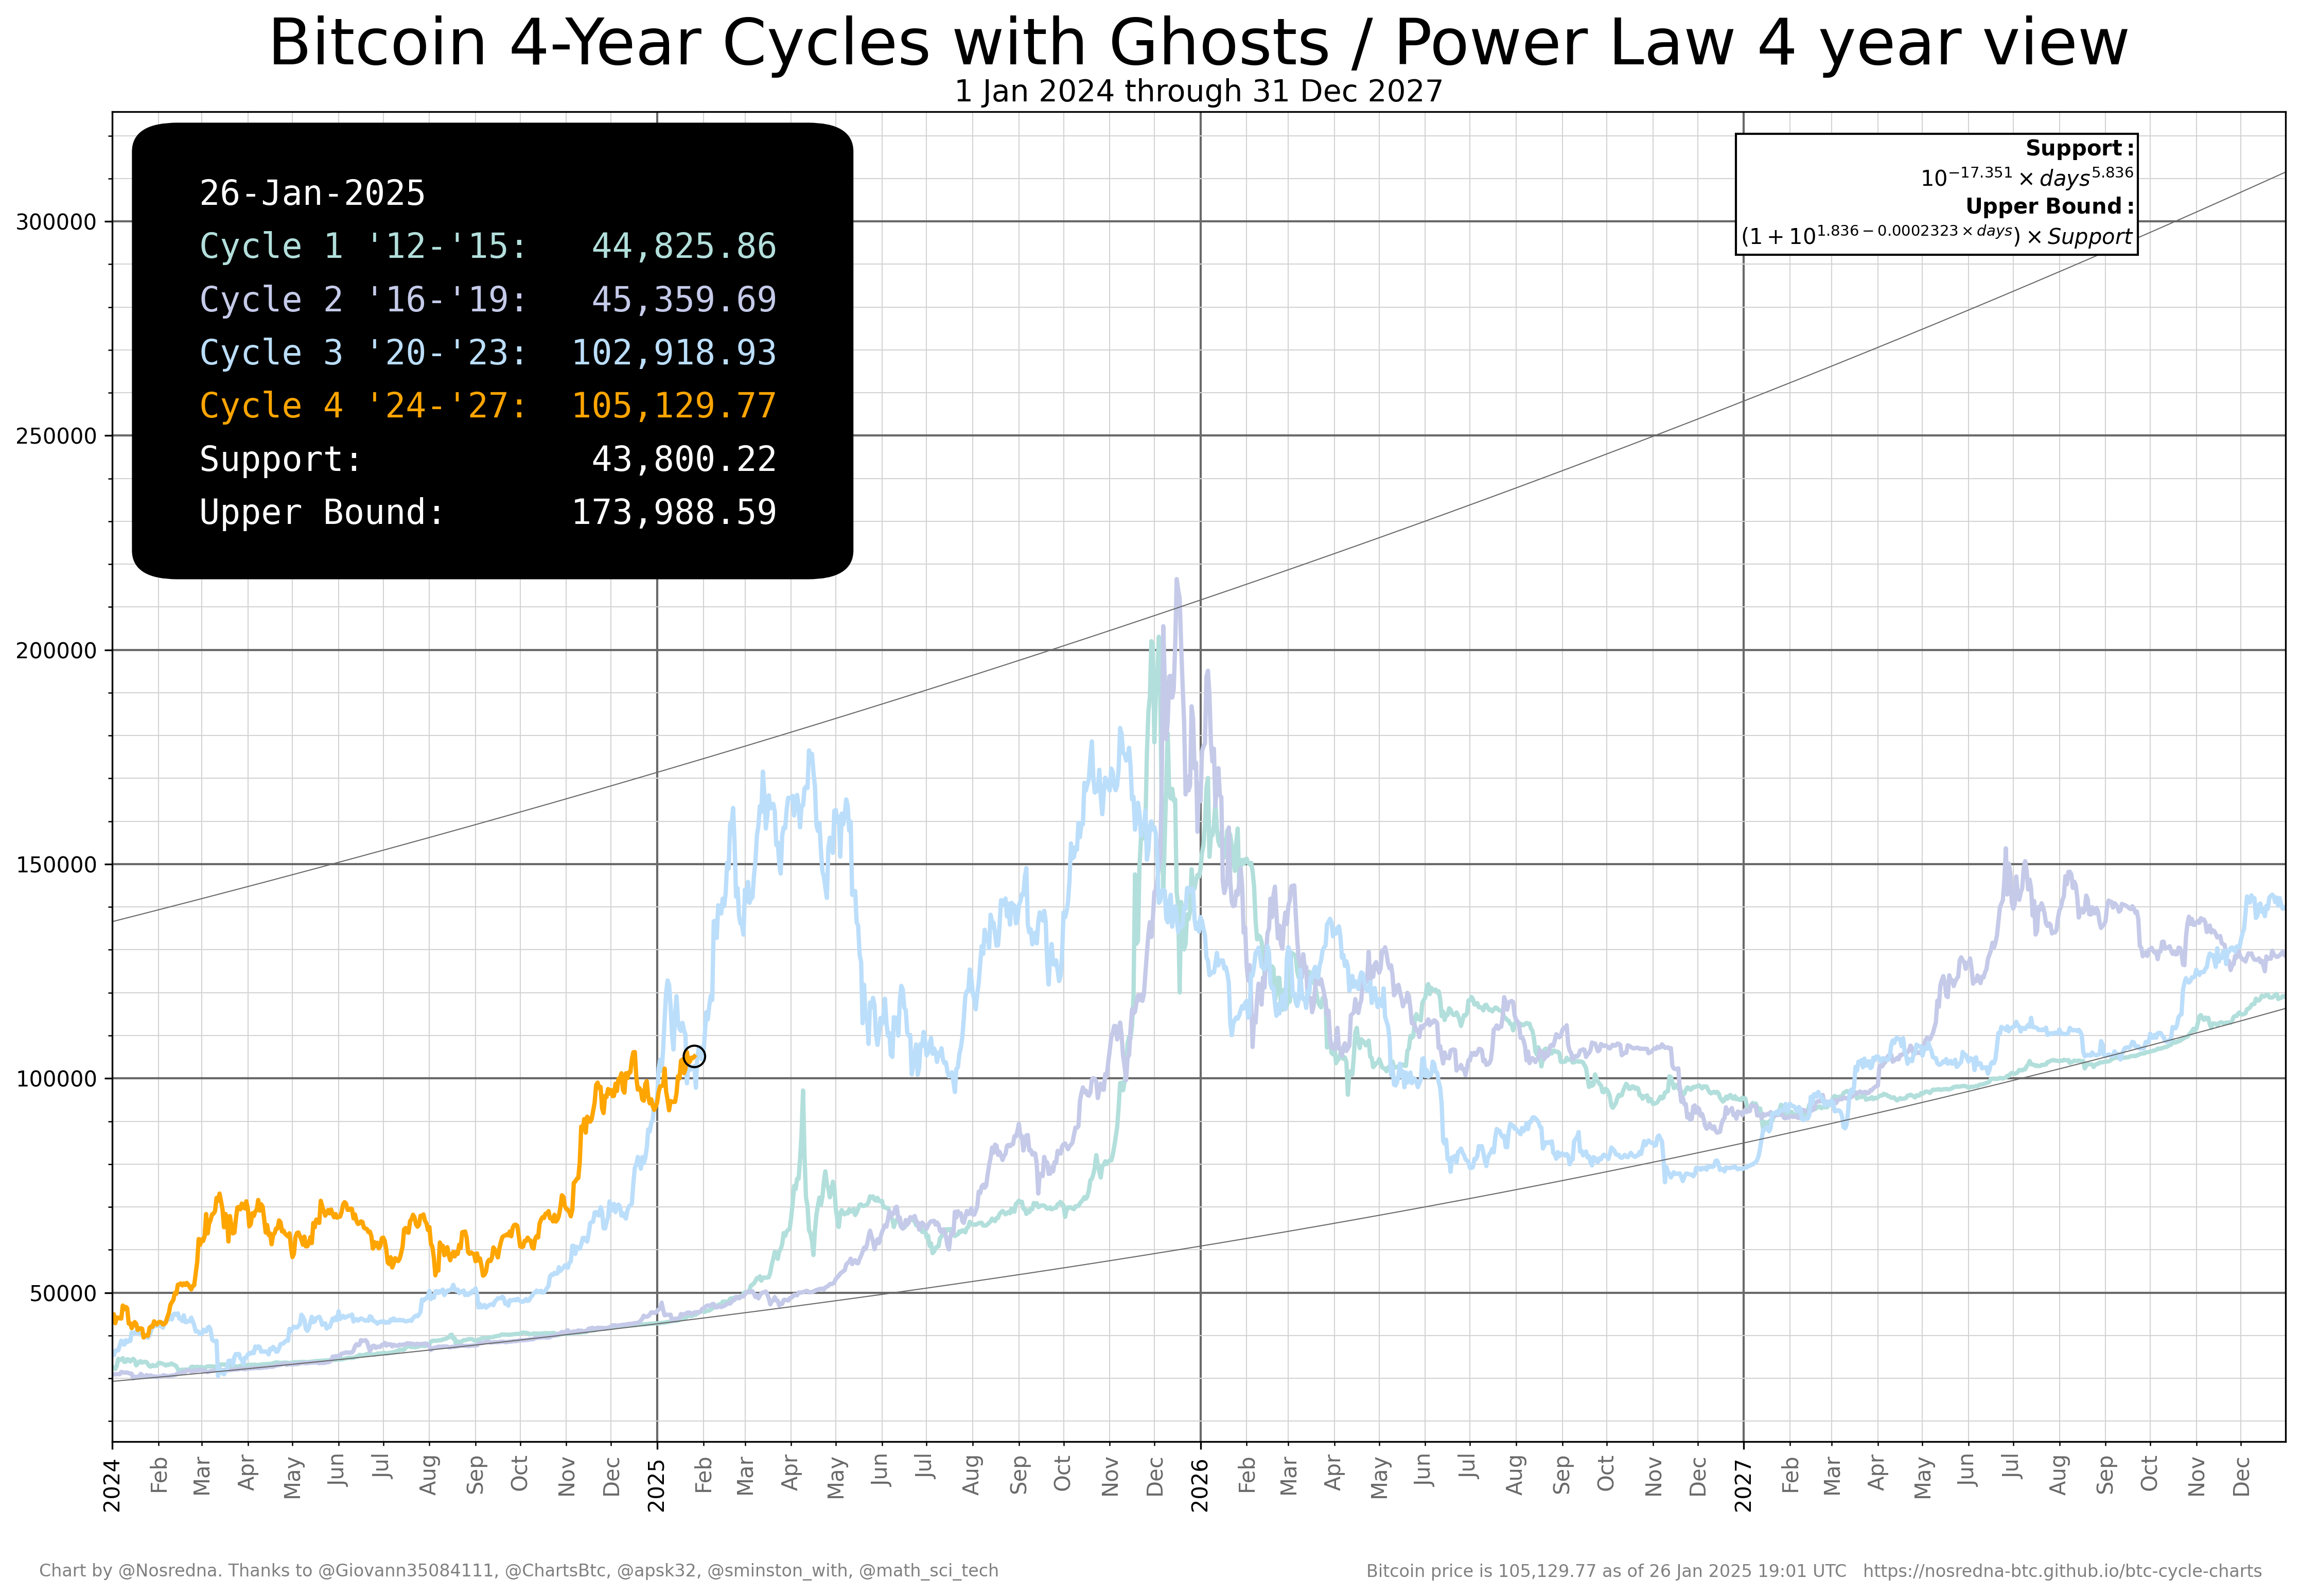 Bitcoin 4-Year Cycles with Ghosts / Power Law 4 year view
1 Jan 2024 through 31 Dec 2027
26-Jan-2025
Cycle 1 '12-'15: 44,825.86
Cycle 2 '16-'19: 45,359.69
Cycle 3 '20-'23: 102,918.93
Cycle 4 '24-'27: 105,129.77
Support: 43,800.22
Upper Bound: 173,988.59
Support:
10^−17.351 × days^5.836
Upper Bound:
(1 + 10^1.836 − 0.0002323 × days) × Support
300000
250000
200000
150000
100000
50000
2024 Feb Mar Apr May Jun Jul Aug Sep Oct Nov Dec 2025 Feb Mar Apr May Jun Jul Aug Sep Oct Nov Dec 2026 Feb Mar Apr May Jun Jul Aug Sep Oct Nov Dec 2027 Feb Mar Apr May Jun Jul Aug Sep Oct Nov Dec
Chart by @Nosredna. Thanks to @Giovann35084111, @ChartsBtc, @apsk32, @sminston_with, @math_sci_tech
Bitcoin price is 105,129.77 as of 26 Jan 2025 19:01 UTC https://nosredna-btc.github.io/btc-cycle-charts